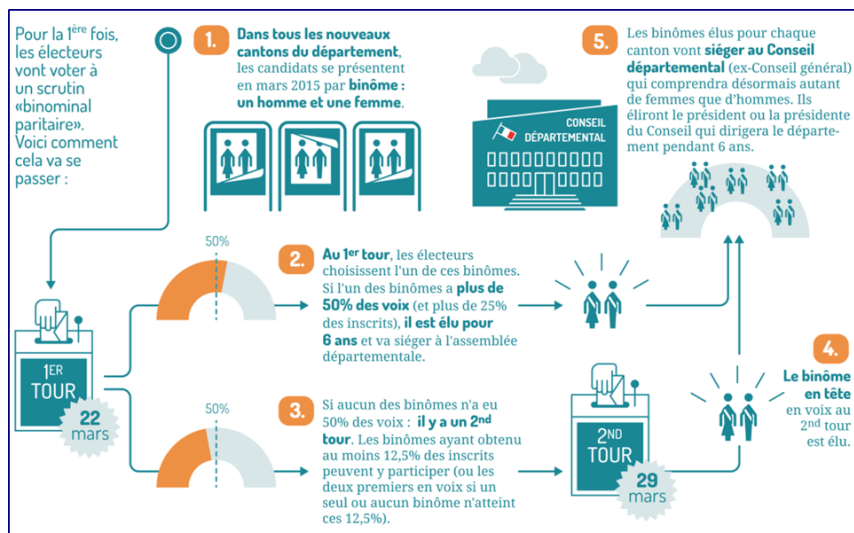 Pour la 1ère fois,
les électeurs
vont voter à
un scrutin
«binominal
paritaire».
Voici comment
cela va se
passer :
1.
Dans tous les nouveaux
cantons du département,
les candidats se présentent
en mars 2015 par binôme :
un homme et une femme.
5.
Les binômes élus pour chaque
canton vont siéger au Conseil
départemental (ex-Conseil général)
qui comprendra désormais autant
de femmes que d'hommes. Ils
éliront le président ou la présidente
du Conseil qui dirigera le départe-
ment pendant 6 ans.
CONSEIL
DÉPARTEMENTAL
50%
2.
Au 1er tour, les électeurs
choisissent l'un de ces binômes.
Si l'un des binômes a plus de
50% des voix (et plus de 25%
des inscrits), il est élu pour
6 ans et va siéger à l'assemblée
départementale.
1ER
TOUR
22
mars
50%
3.
Si aucun des binômes n'a eu
50% des voix : il y a un 2nd
tour. Les binômes ayant obtenu
au moins 12,5% des inscrits
peuvent y participer (ou les
deux premiers en voix si un
seul ou aucun binôme n'atteint
ces 12,5%).
2ND
TOUR
29
mars
4.
Le binôme
en tête
en voix au
2nd tour
est élu.